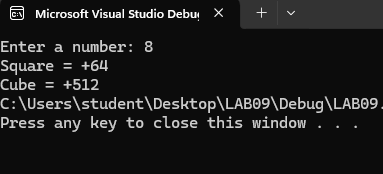 Microsoft Visual Studio Debug
Enter a number: 8
Square = +64
Cube = +512
C:\Users\student\Desktop\LAB09\Debug\LAB09.
Press any key to close this window . . .